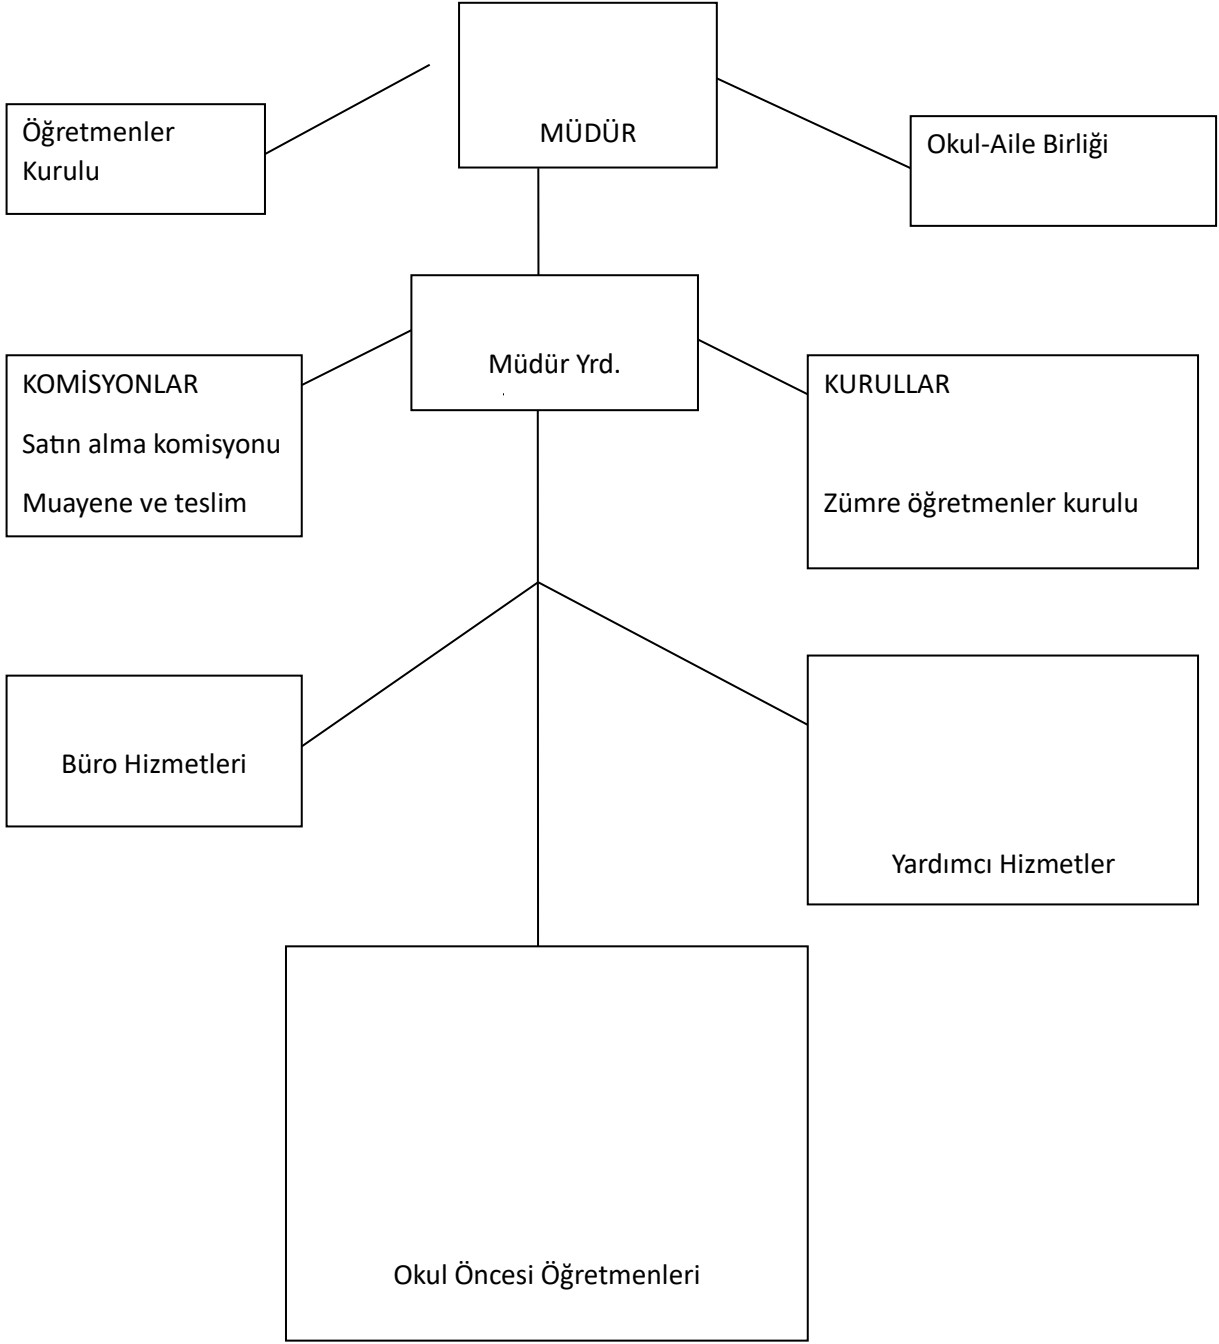 MÜDÜR
Öğretmenler
Kurulu
Okul-Aile Birliği
Müdür Yrd.
KOMİSYONLAR
Satın alma komisyonu
Muayene ve teslim
KURULLAR
Zümre öğretmenler kurulu
Büro Hizmetleri
Yardımcı Hizmetler
Okul Öncesi Öğretmenleri